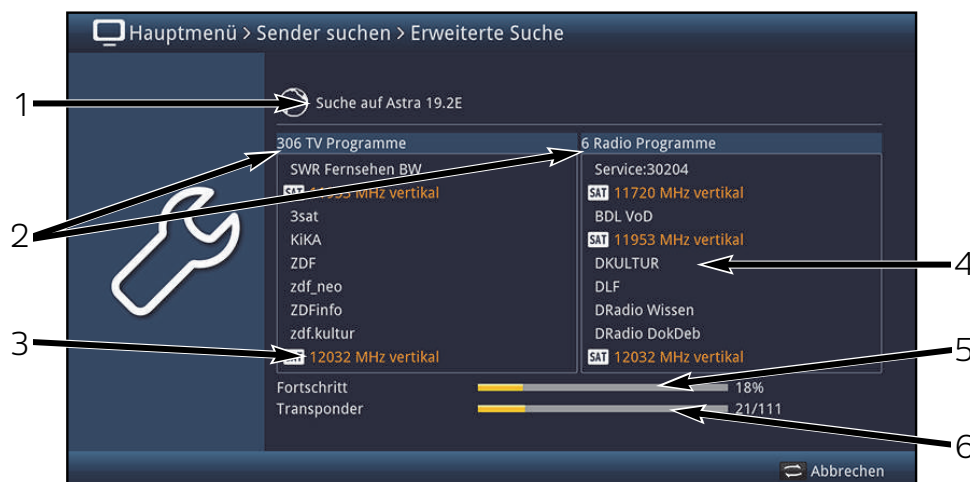 Hauptmenü > Sender suchen > Erweiterte Suche
1
Suche auf Astra 19.2E
306 TV Programme
6 Radio Programme
SWR Fernsehen BW
SAT 11953 MHz vertikal
3sat
KiKA
ZDF
zdf_neo
ZDFinfo
zdf.kultur
SAT 12032 MHz vertikal
Service:30204
SAT 11720 MHz vertikal
BDL VoD
SAT 11953 MHz vertikal
DKULTUR
DLF
DRadio Wissen
DRadio DokDeb
SAT 12032 MHz vertikal
2
3
4
Fortschritt 18%
5
Transponder 21/111
6
Abbrechen